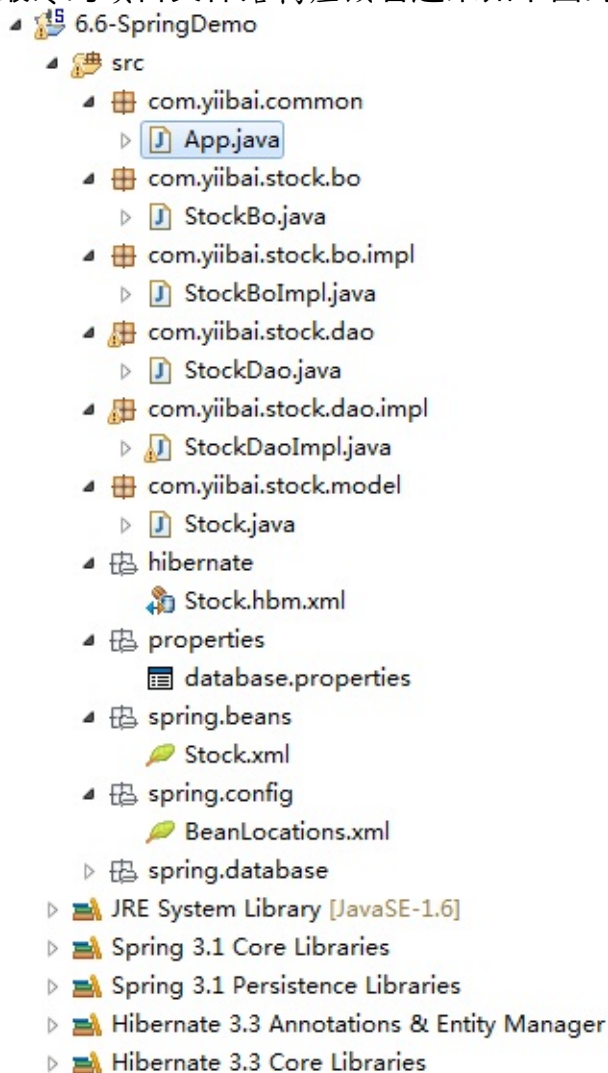 6.6-SpringDemo
src
com.yiibai.common
App.java
com.yiibai.stock.bo
StockBo.java
com.yiibai.stock.bo.impl
StockBoImpl.java
com.yiibai.stock.dao
StockDao.java
com.yiibai.stock.dao.impl
StockDaoImpl.java
com.yiibai.stock.model
Stock.java
hibernate
Stock.hbm.xml
properties
database.properties
spring.beans
Stock.xml
spring.config
BeanLocations.xml
spring.database
JRE System Library [JavaSE-1.6]
Spring 3.1 Core Libraries
Spring 3.1 Persistence Libraries
Hibernate 3.3 Annotations & Entity Manager
Hibernate 3.3 Core Libraries